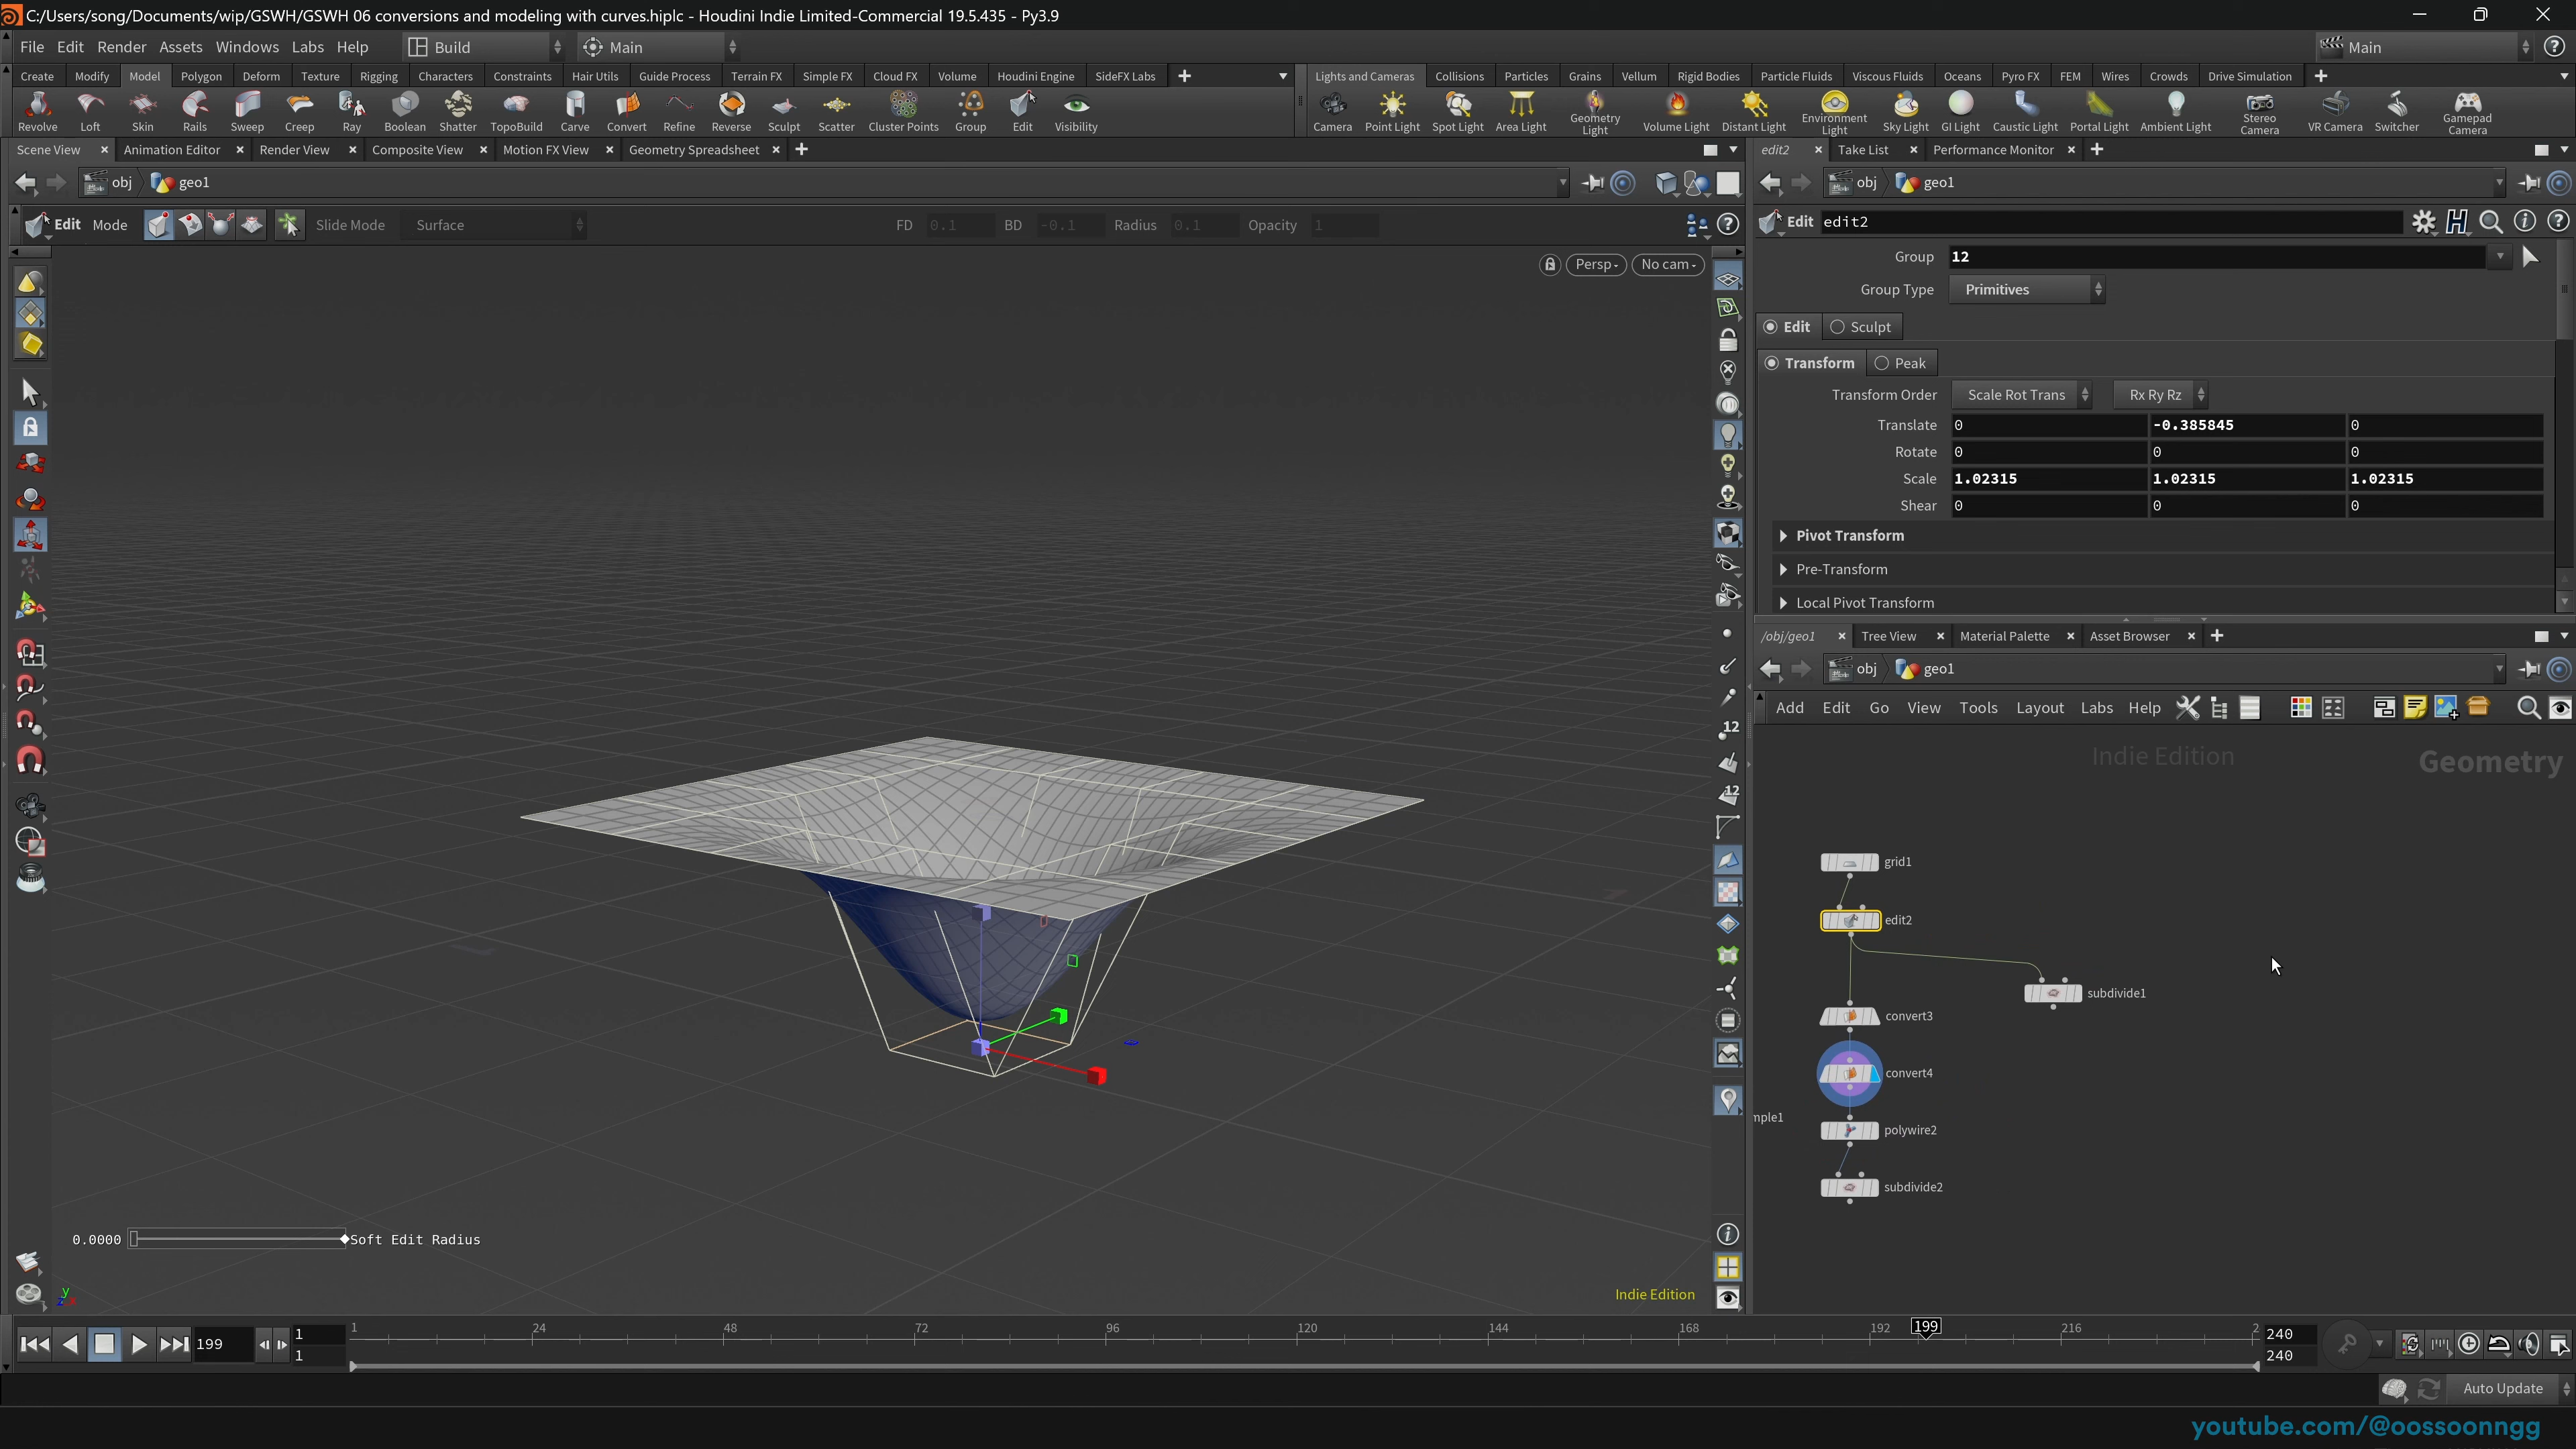 C:/Users/song/Documents/wip/GSWH/GSWH 06 conversions and modeling with curves.hiplc - Houdini Indie Limited-Commercial 19.5.435 - Py3.9
File Edit Render Assets Windows Labs Help Build Main Main
Create Modify Model Polygon Deform Texture Rigging Characters Constraints Hair Utils Guide Process Terrain FX Simple FX Cloud FX Volume Houdini Engine SideFX Labs
Lights and Cameras Collisions Particles Grains Vellum Rigid Bodies Particle Fluids Viscous Fluids Oceans Pyro FX FEM Wires Crowds Drive Simulation
Revolve Loft Skin Rails Sweep Creep Ray Boolean Shatter TopoBuild Carve Convert Refine Reverse Sculpt Scatter Cluster Points Group Edit Visibility
Camera Point Light Spot Light Area Light Geometry Light Volume Light Distant Light Environment Light Sky Light GI Light Caustic Light Portal Light Ambient Light Stereo Camera VR Camera Switcher Gamepad Camera
Scene View Animation Editor Render View Composite View Motion FX View Geometry Spreadsheet
obj geo1
Edit Mode Slide Mode Surface FD 0.1 BD -0.1 Radius 0.1 Opacity 1
Persp No cam
12
12
0.0000 Soft Edit Radius
y
Indie Edition
edit2 Take List Performance Monitor
obj geo1
Edit edit2
Group 12
Group Type Primitives
Edit Sculpt
Transform Peak
Transform Order Scale Rot Trans Rx Ry Rz
Translate 0 -0.385845 0
Rotate 0 0 0
Scale 1.02315 1.02315 1.02315
Shear 0 0 0
Pivot Transform
Pre-Transform
Local Pivot Transform
/obj/geo1 Tree View Material Palette Asset Browser
obj geo1
Add Edit Go View Tools Layout Labs Help
Indie Edition Geometry
grid1
edit2
subdivide1
convert3
convert4
mple1
polywire2
subdivide2
199 1 1 24 48 72 96 120 144 168 192 199 216 2 240
1 240
Auto Update
youtube.com/@oossoonngg